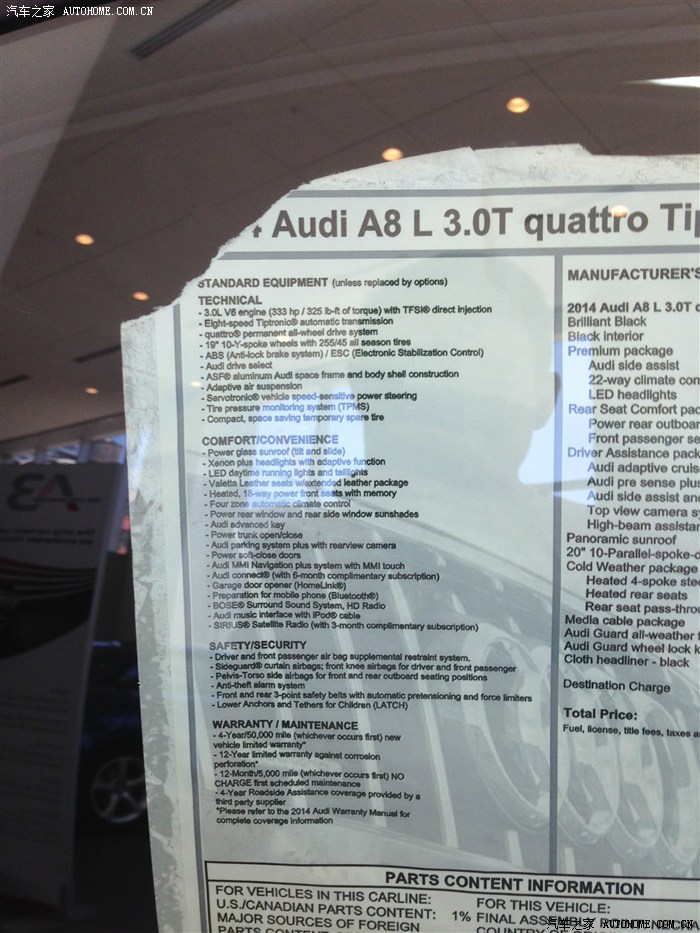 汽车之家 AUTOHOME.COM.CN
Audi A8 L 3.0T quattro
STANDARD EQUIPMENT (unless replaced by options)
TECHNICAL
- 3.0L V6 engine (333 hp / 325 lb-ft of torque) with TFSI® direct injection
- Eight-speed Tiptronic® automatic transmission
- quattro® permanent all-wheel drive system
- 19" 10-Y-spoke wheels with 255/45 all season tires
- ABS (Anti-lock brake system) / ESC (Electronic Stabilization Control)
- Audi drive select
- ASF® aluminum Audi space frame and body shell construction
- Adaptive air suspension
- Servotronic® vehicle speed-sensitive power steering
- Tire pressure monitoring system (TPMS)
- Compact, space saving temporary spare tire
COMFORT/CONVENIENCE
- Power glass sunroof (tilt and slide)
- Xenon plus headlights with adaptive function
- LED daytime running lights and taillights
- Valetta Leather seats w/extended leather package
- Heated, 18-way power front seats with memory
- Four zone automatic climate control
- Power rear window and rear side window sunshades
- Audi advanced key
- Power trunk open/close
- Audi parking system plus with rearview camera
- Power soft-close doors
- Audi MMI Navigation plus system with MMI touch
- Audi connect® (with 6-month complimentary subscription)
- Garage door opener (HomeLink®)
- Preparation for mobile phone (Bluetooth®)
- BOSE® Surround Sound System, HD Radio
- Audi music interface with iPod® cable
- SIRIUS® Satellite Radio (with 3-month complimentary subscription)
SAFETY/SECURITY
- Driver and front passenger air bag supplemental restraint system.
- Sideguard® curtain airbags; front knee airbags for driver and front passenger
- Pelvis-Torso side airbags for front and rear outboard seating positions
- Anti-theft alarm system
- Front and rear 3-point safety belts with automatic pretensioning and force limiters
- Lower Anchors and Tethers for Children (LATCH)
WARRANTY / MAINTENANCE
- 4-Year/50,000 mile (whichever occurs first) new
vehicle limited warranty*
- 12-Year limited warranty against corrosion
perforation*
- 12-Month/5,000 mile (whichever occurs first) NO
CHARGE first scheduled maintenance
- 4-Year Roadside Assistance coverage provided by a
third party supplier
*Please refer to the 2014 Audi Warranty Manual for
complete coverage information
MANUFACTURER'S
2014 Audi A8 L 3.0T
Brilliant Black
Black interior
Premium package
Audi side assist
22-way climate
LED headlights
Rear Seat Comfort
Power rear
Front passenger
Driver Assistance
Audi adaptive
Audi pre sense
Audi side assist
Top view camera
High-beam
Panoramic sunroof
20" 10-Parallel-spoke
Cold Weather package
Heated 4-spoke
Heated rear seats
Rear seat
Media cable package
Audi Guard all-weather
Audi Guard wheel lock
Cloth headliner - black
Destination Charge
Total Price:
Fuel, license, title fees, taxes
PARTS CONTENT INFORMATION
FOR VEHICLES IN THIS CARLINE:
U.S./CANADIAN PARTS CONTENT: 1%
MAJOR SOURCES OF FOREIGN
PARTS
FOR THIS VEHICLE:
FINAL
COUNTRY OF
汽车之家 AUTOHOME.COM.CN